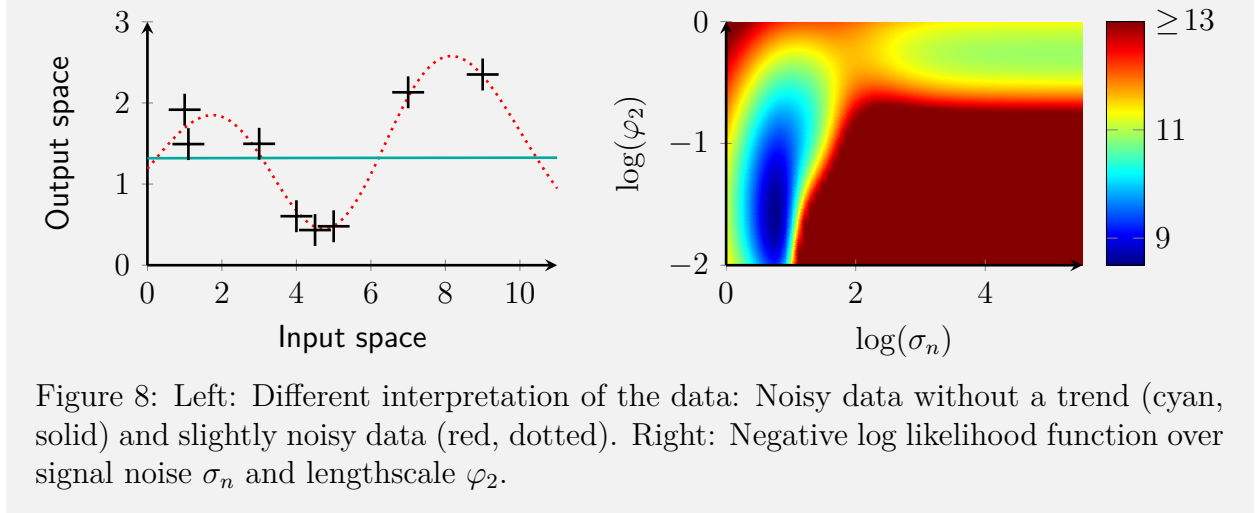 3
2
1
0
0 2 4 6 8 10
Output space
Input space
0
−1
−2
0 2 4
log(φ₂)
log(σₙ)
≥13
11
9
Figure 8: Left: Different interpretation of the data: Noisy data without a trend (cyan,
solid) and slightly noisy data (red, dotted). Right: Negative log likelihood function over
signal noise σₙ and lengthscale φ₂.